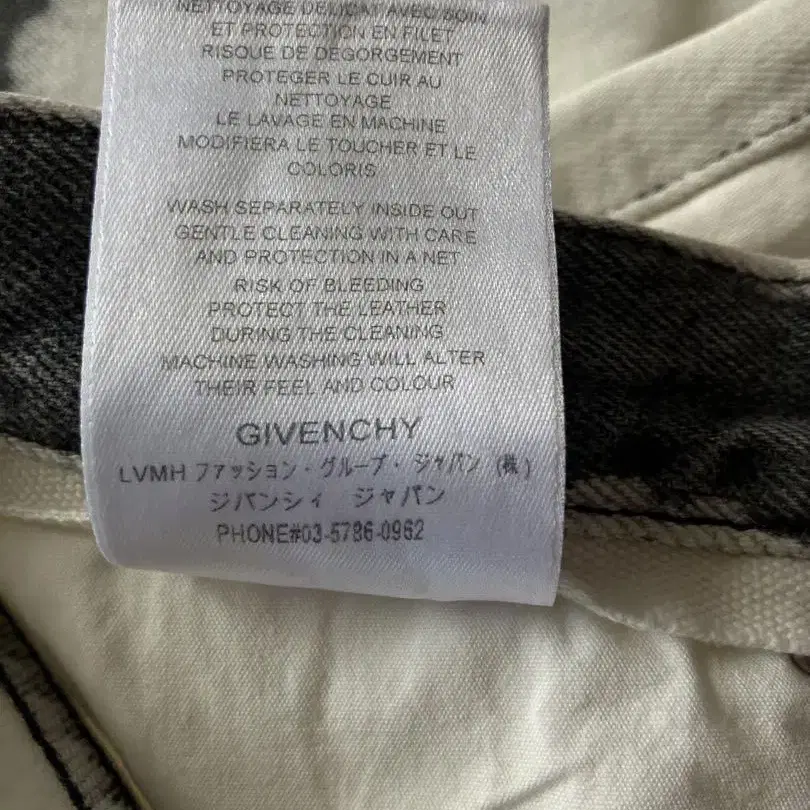 NETTOYAGE DELICAT AVEC SOIN
ET PROTECTION EN FILET
RISQUE DE DEGORGEMENT
PROTEGER LE CUIR AU
NETTOYAGE
LE LAVAGE EN MACHINE
MODIFIERA LE TOUCHER ET LE
COLORIS
WASH SEPARATELY INSIDE OUT
GENTLE CLEANING WITH CARE
AND PROTECTION IN A NET
RISK OF BLEEDING
PROTECT THE LEATHER
DURING THE CLEANING
MACHINE WASHING WILL ALTER
THEIR FEEL AND COLOUR
GIVENCHY
LVMH ファッション・グループ・ジャパン (株)
ジバンシィ ジャパン
PHONE#03-5786-0962